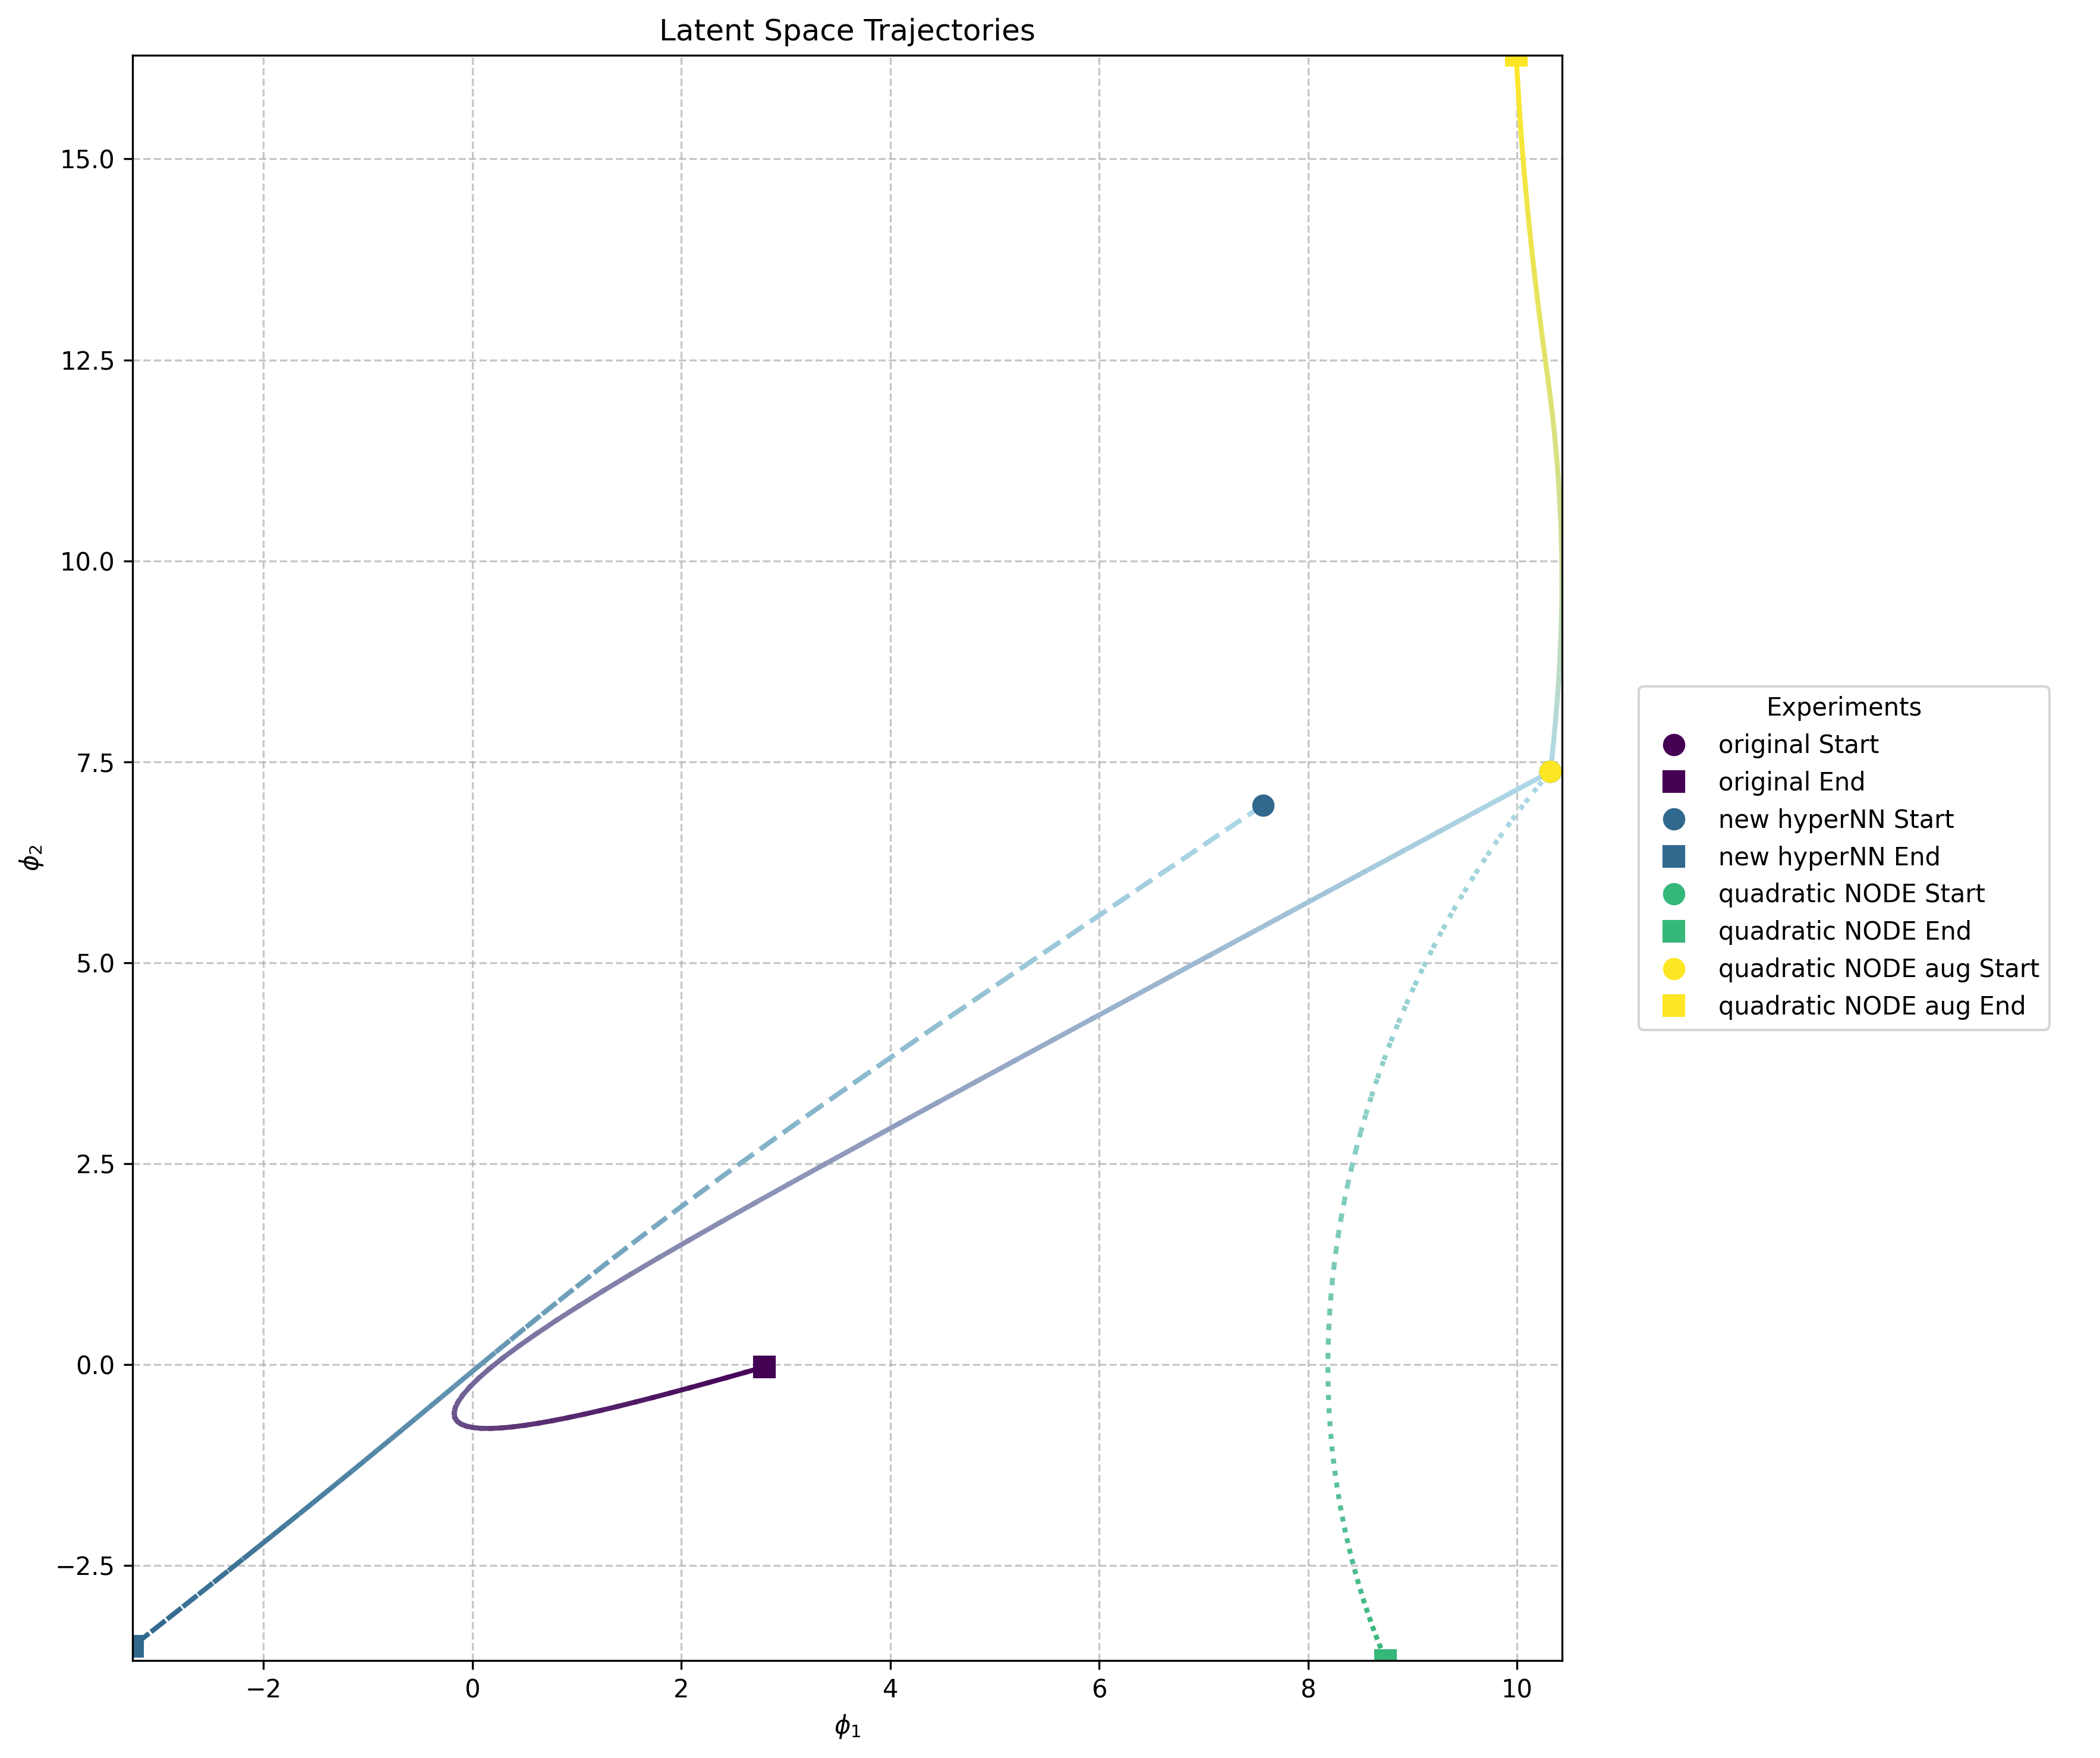 Latent Space Trajectories
15.0
12.5
10.0
7.5
5.0
2.5
0.0
−2.5
ϕ₂
−2
0
2
4
6
8
10
ϕ₁
Experiments
original Start
original End
new hyperNN Start
new hyperNN End
quadratic NODE Start
quadratic NODE End
quadratic NODE aug Start
quadratic NODE aug End